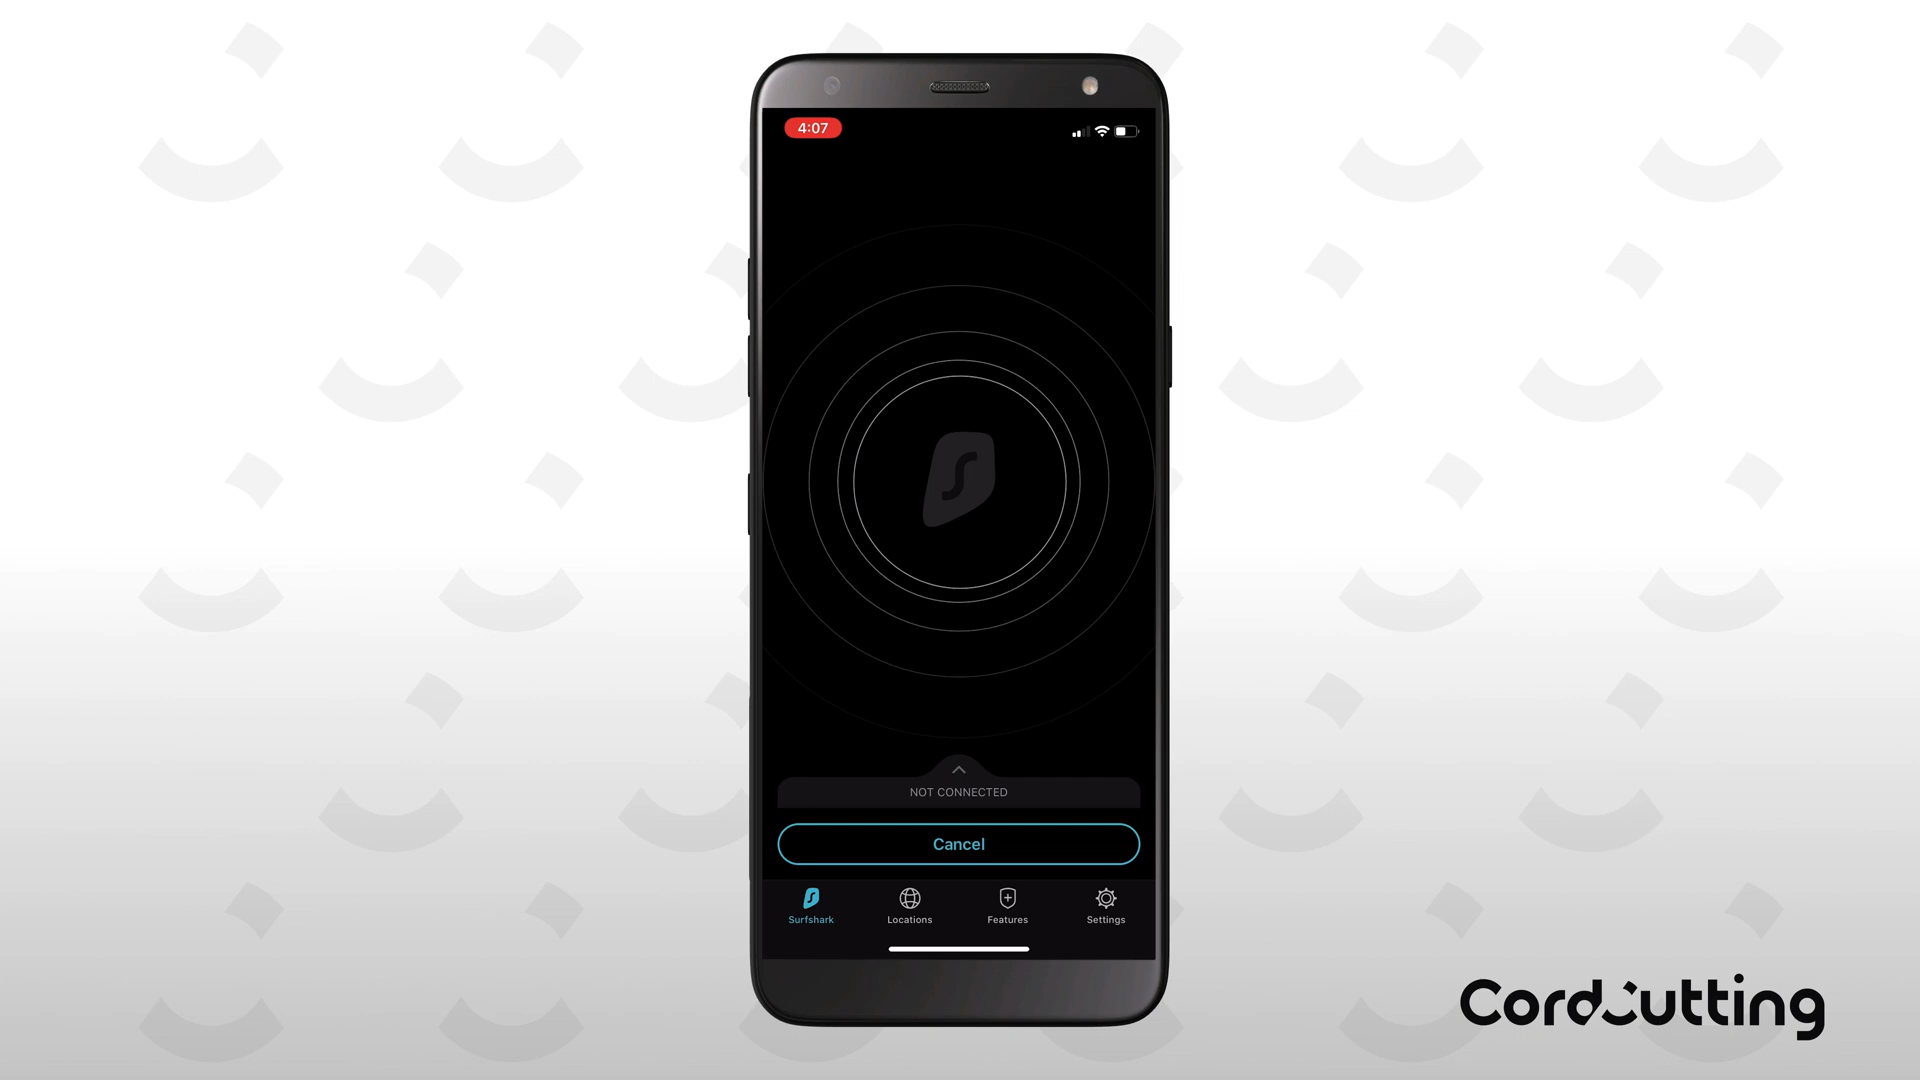 4:07
NOT CONNECTED
Cancel
Surfshark Locations Features Settings
CordCutting